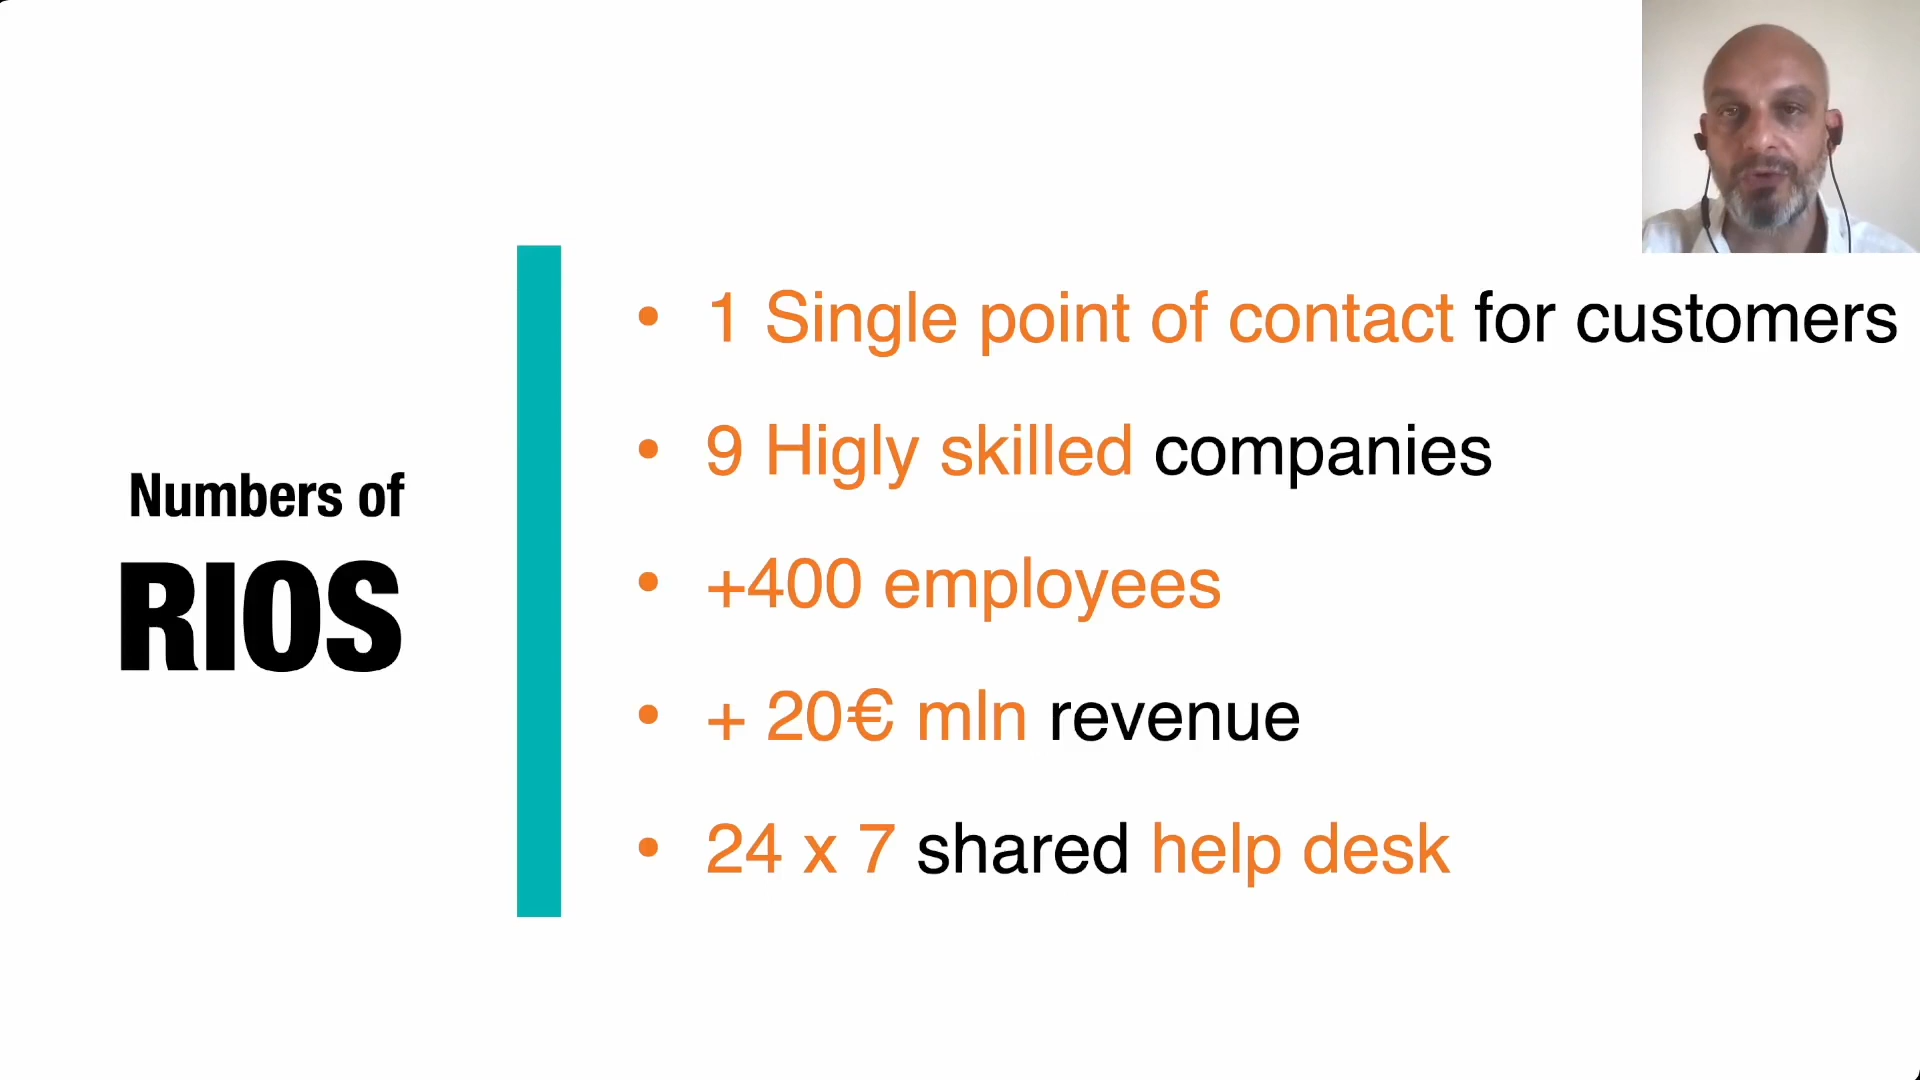 Numbers of
RIOS
• 1 Single point of contact for customers
• 9 Higly skilled companies
• +400 employees
• + 20€ mln revenue
• 24 x 7 shared help desk